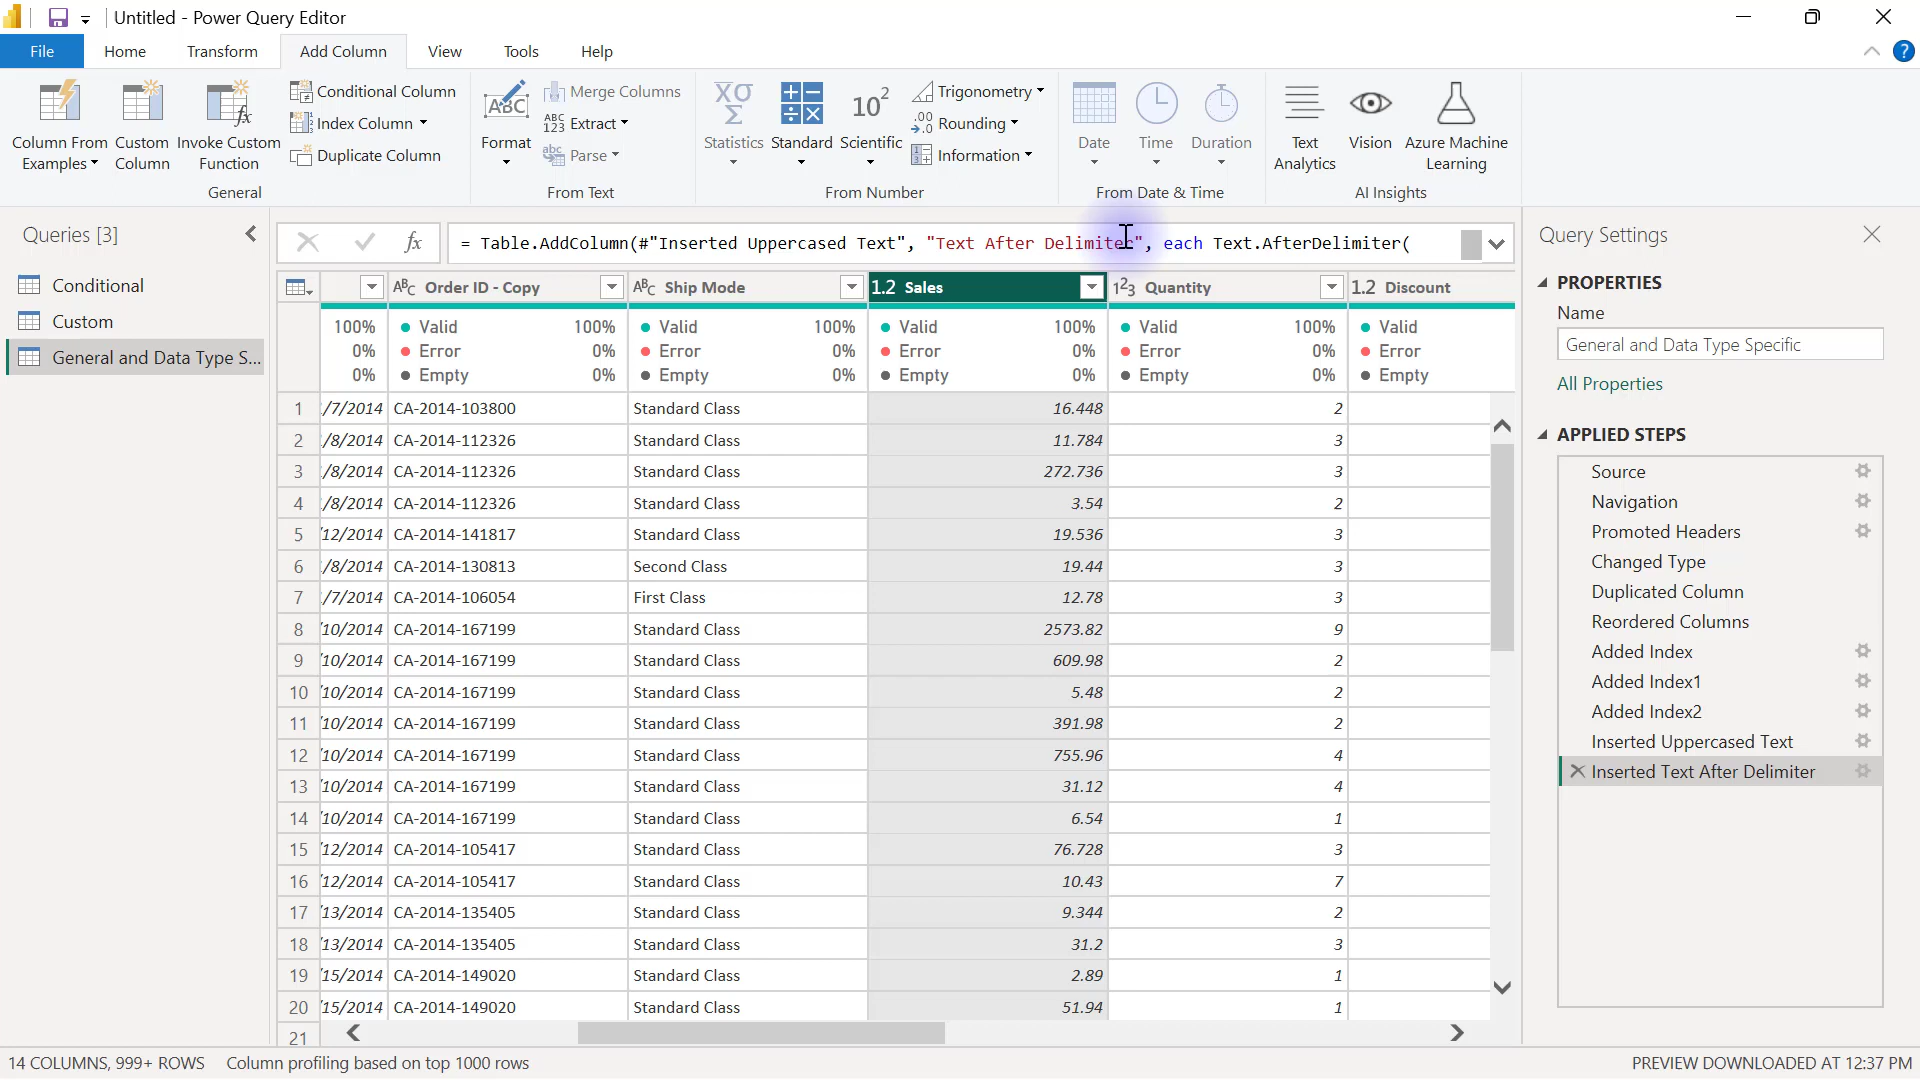 Untitled - Power Query Editor
File Home Transform Add Column View Tools Help
Column From Examples
Custom Column
Invoke Custom Function
Conditional Column
Index Column
Duplicate Column
General
Format
Merge Columns
Extract
Parse
From Text
Statistics
Standard
Scientific
Trigonometry
Rounding
Information
From Number
Date
Time
Duration
From Date & Time
Text Analytics
Vision
Azure Machine Learning
AI Insights
Queries [3]
Conditional
Custom
General and Data Type S...
fx = Table.AddColumn(#"Inserted Uppercased Text", "Text After Delimiter", each Text.AfterDelimiter(
ABC Order ID - Copy ABC Ship Mode 1.2 Sales 123 Quantity 1.2 Discount
100% Valid 100% Valid 100% Valid 100% Valid 100% Valid
0% Error 0% Error 0% Error 0% Error 0% Error
0% Empty 0% Empty 0% Empty 0% Empty 0% Empty
1 /7/2014 CA-2014-103800 Standard Class 16.448 2
2 /8/2014 CA-2014-112326 Standard Class 11.784 3
3 /8/2014 CA-2014-112326 Standard Class 272.736 3
4 /8/2014 CA-2014-112326 Standard Class 3.54 2
5 /12/2014 CA-2014-141817 Standard Class 19.536 3
6 /8/2014 CA-2014-130813 Second Class 19.44 3
7 /7/2014 CA-2014-106054 First Class 12.78 3
8 /10/2014 CA-2014-167199 Standard Class 2573.82 9
9 /10/2014 CA-2014-167199 Standard Class 609.98 2
10 /10/2014 CA-2014-167199 Standard Class 5.48 2
11 /10/2014 CA-2014-167199 Standard Class 391.98 2
12 /10/2014 CA-2014-167199 Standard Class 755.96 4
13 /10/2014 CA-2014-167199 Standard Class 31.12 4
14 /10/2014 CA-2014-167199 Standard Class 6.54 1
15 /12/2014 CA-2014-105417 Standard Class 76.728 3
16 /12/2014 CA-2014-105417 Standard Class 10.43 7
17 /13/2014 CA-2014-135405 Standard Class 9.344 2
18 /13/2014 CA-2014-135405 Standard Class 31.2 3
19 /15/2014 CA-2014-149020 Standard Class 2.89 1
20 /15/2014 CA-2014-149020 Standard Class 51.94 1
21
Query Settings
PROPERTIES
Name
General and Data Type Specific
All Properties
APPLIED STEPS
Source
Navigation
Promoted Headers
Changed Type
Duplicated Column
Reordered Columns
Added Index
Added Index1
Added Index2
Inserted Uppercased Text
Inserted Text After Delimiter
14 COLUMNS, 999+ ROWS Column profiling based on top 1000 rows PREVIEW DOWNLOADED AT 12:37 PM